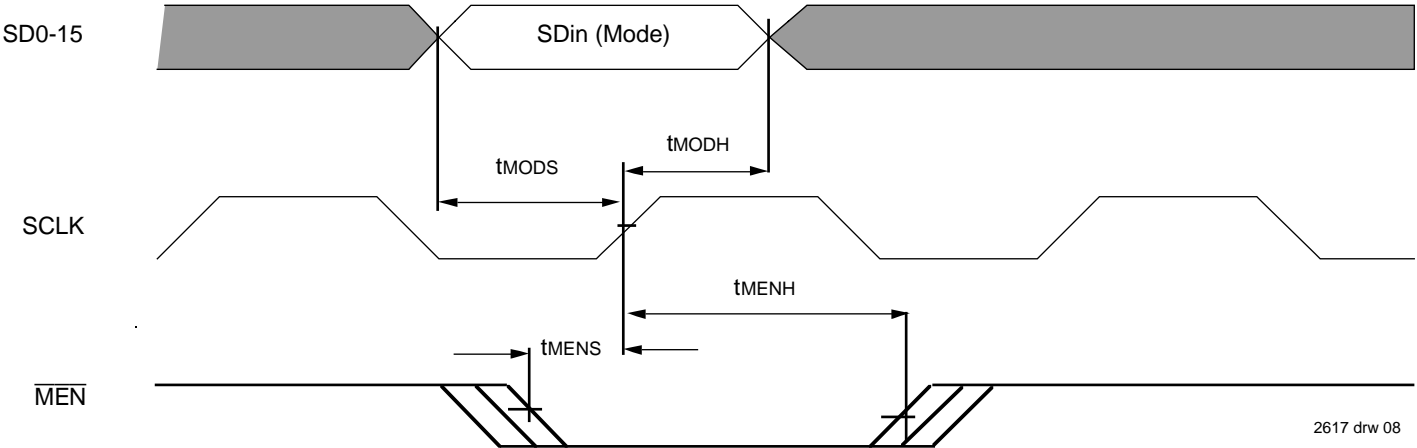 SD0-15
SDin (Mode)
tMODH
tMODS
SCLK
tMENH
tMENS
MEN
2617 drw 08